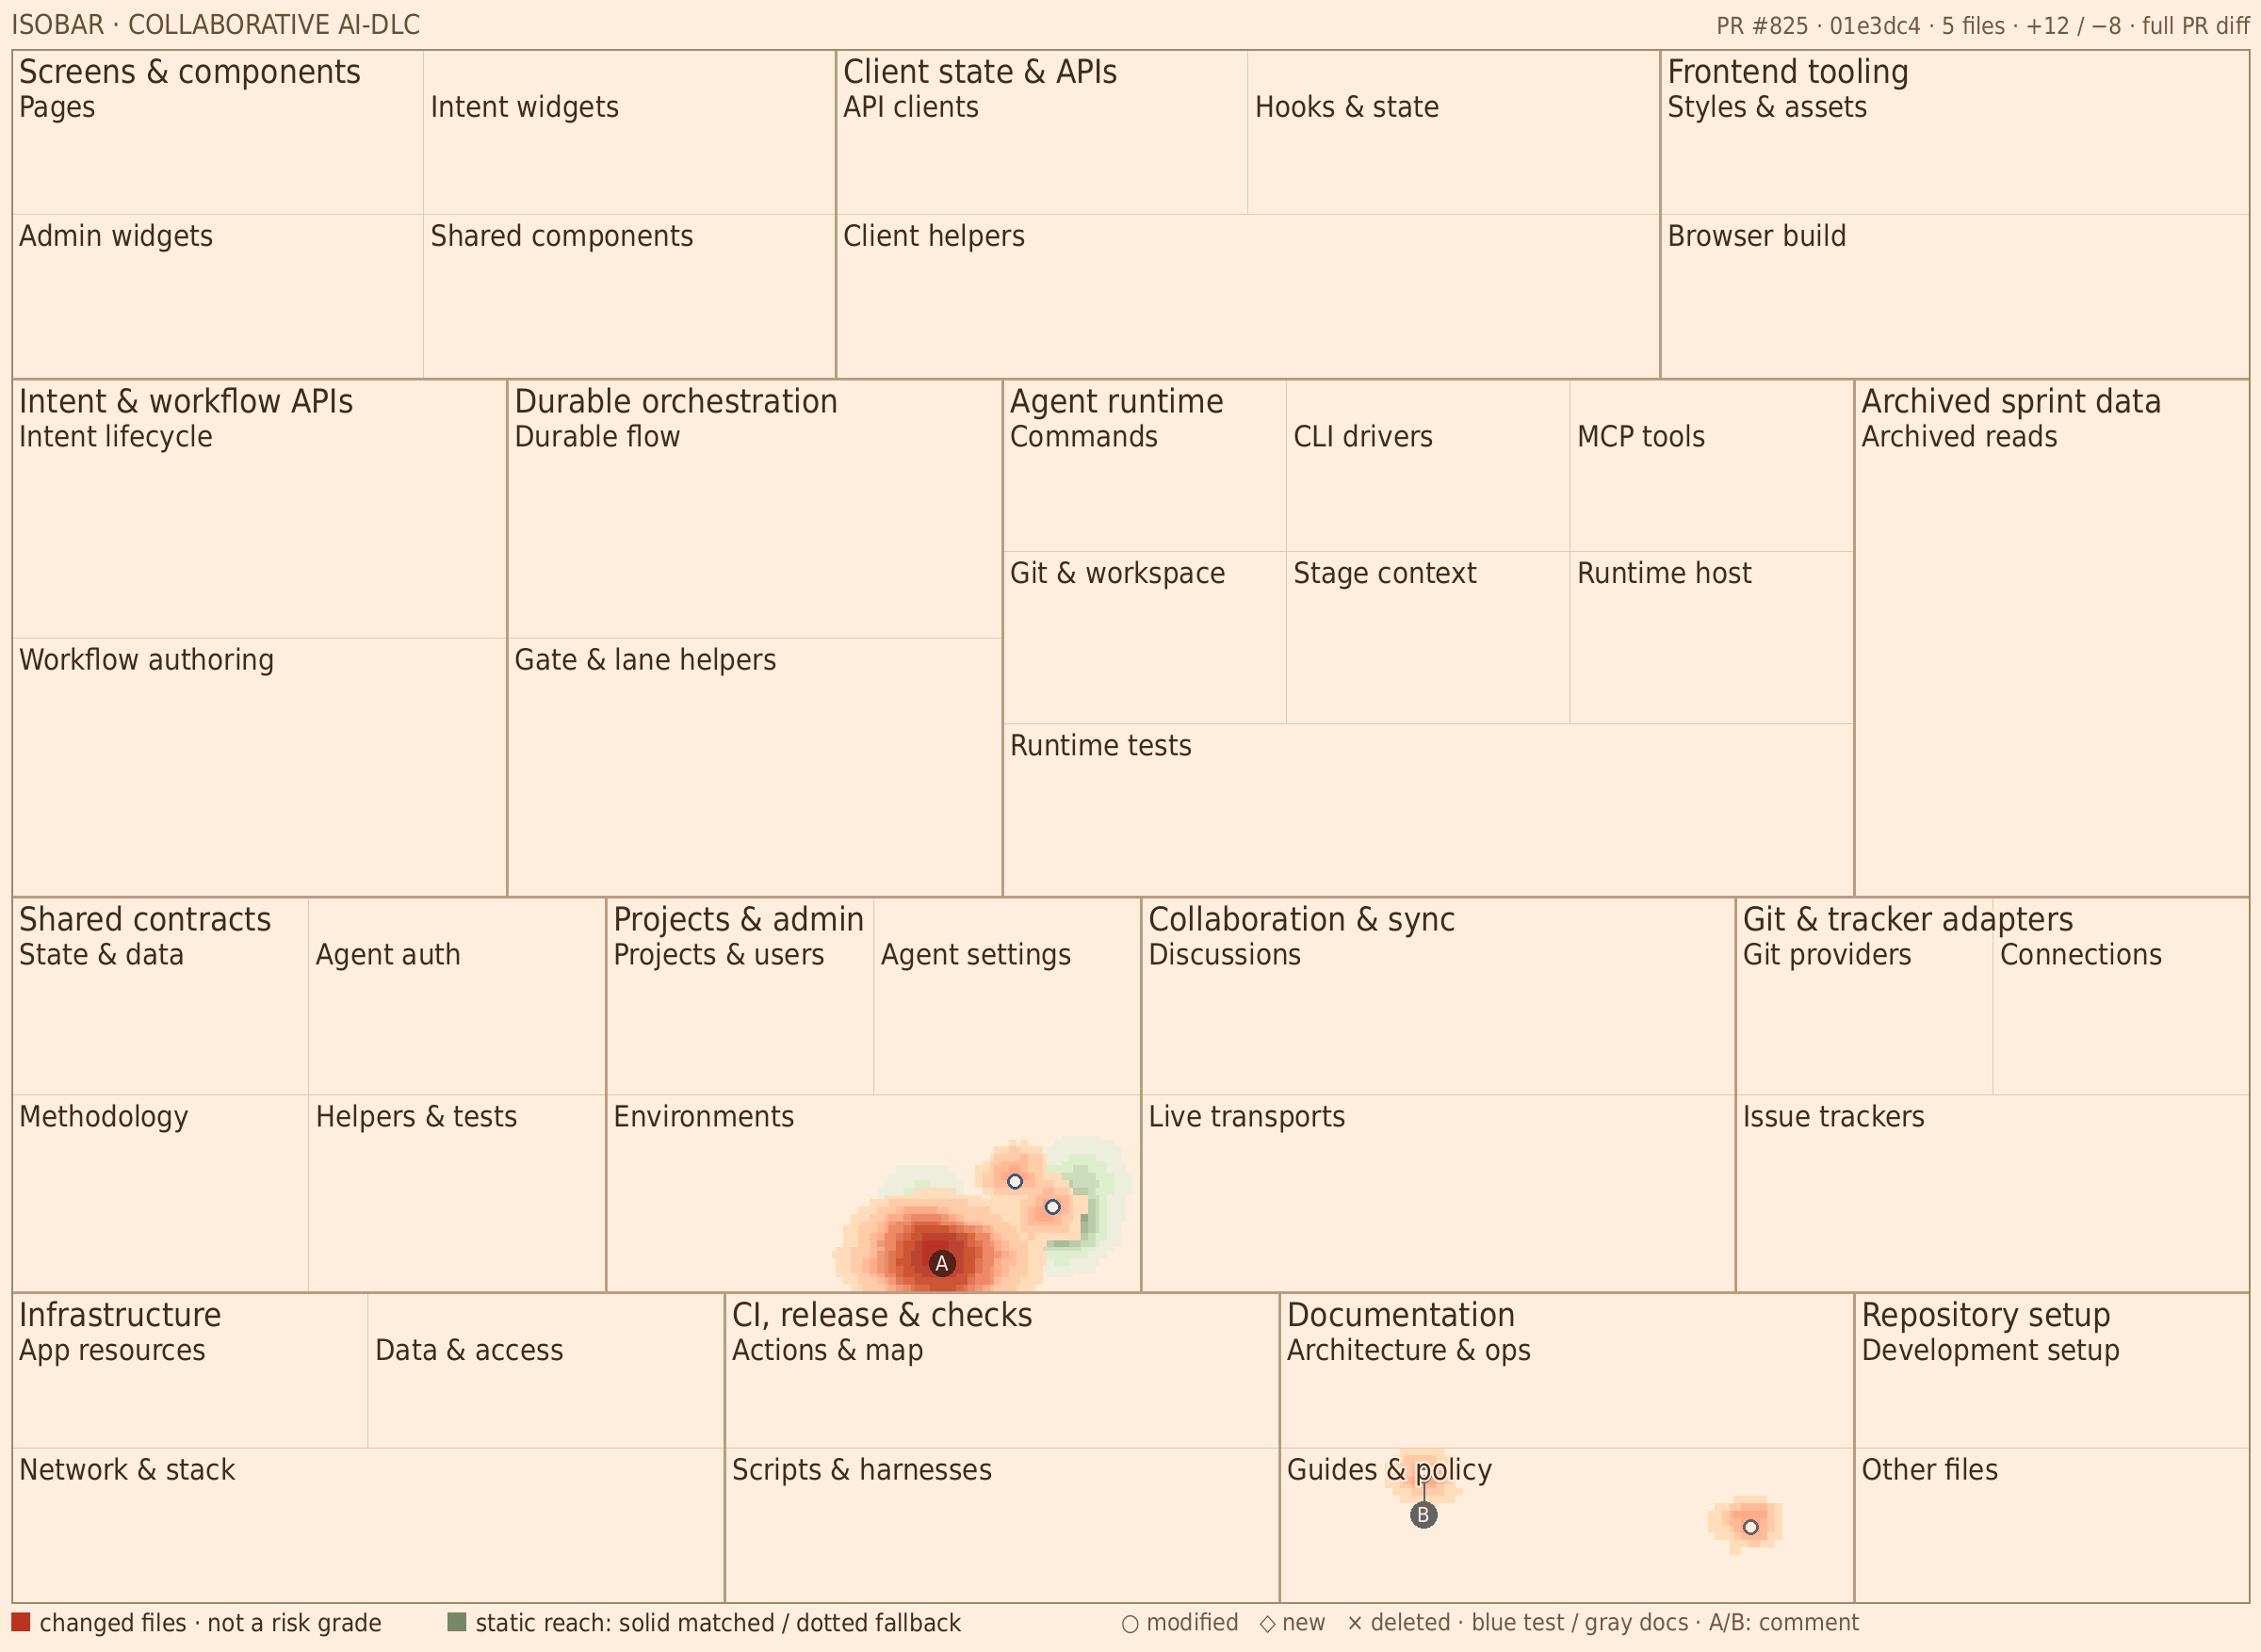 ISOBAR · COLLABORATIVE AI-DLC
PR #825 · 01e3dc4 · 5 files · +12 / −8 · full PR diff
Screens & components
Pages
Intent widgets
Admin widgets
Shared components
Client state & APIs
API clients
Hooks & state
Client helpers
Frontend tooling
Styles & assets
Browser build
Intent & workflow APIs
Intent lifecycle
Workflow authoring
Durable orchestration
Durable flow
Gate & lane helpers
Agent runtime
Commands
CLI drivers
MCP tools
Git & workspace
Stage context
Runtime host
Runtime tests
Archived sprint data
Archived reads
Shared contracts
State & data
Agent auth
Methodology
Helpers & tests
Projects & admin
Projects & users
Agent settings
Environments
A
Collaboration & sync
Discussions
Live transports
Git & tracker adapters
Git providers
Connections
Issue trackers
Infrastructure
App resources
Data & access
Network & stack
CI, release & checks
Actions & map
Scripts & harnesses
Documentation
Architecture & ops
Guides & policy
B
Repository setup
Development setup
Other files
changed files · not a risk grade
static reach: solid matched / dotted fallback
○ modified ◇ new × deleted · blue test / gray docs · A/B: comment